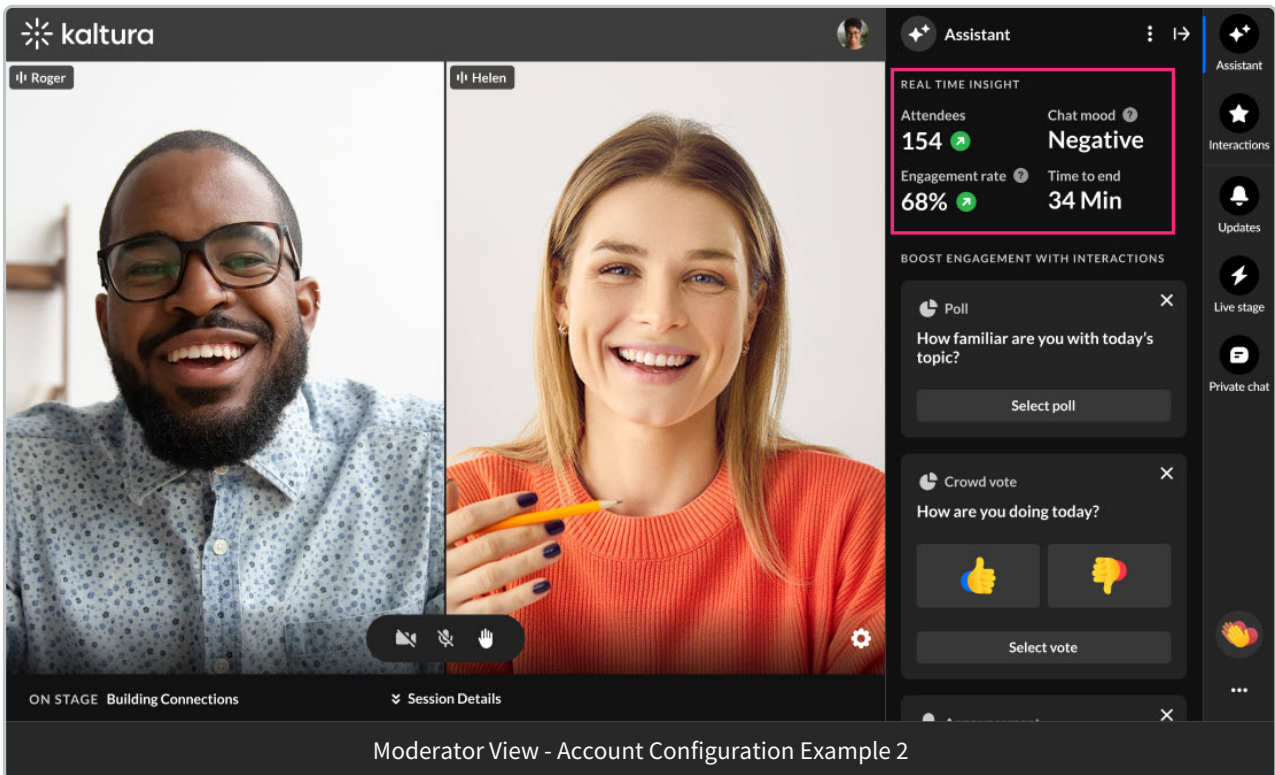 kaltura
Roger
Helen
Assistant
REAL TIME INSIGHT
Attendees
154
Chat mood ?
Negative
Engagement rate ?
68%
Time to end
34 Min
BOOST ENGAGEMENT WITH INTERACTIONS
Poll
How familiar are you with today's
topic?
Select poll
Crowd vote
How are you doing today?
Select vote
Assistant
Interactions
Updates
Live stage
Private chat
ON STAGE Building Connections
Session Details
Moderator View - Account Configuration Example 2